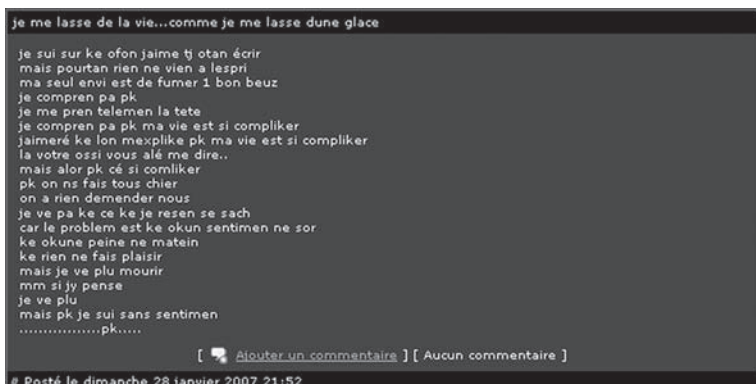 je me lasse de la vie...comme je me lasse dune glace
je sui sur ke ofon jaime tj otan écrir
mais pourtan rien ne vien a lespri
ma seul envi est de fumer 1 bon beuz
je compren pa pk
je me pren telemen la tete
je compren pa pk ma vie est si compliker
jaimeré ke lon mexplike pk ma vie est si compliker
la votre ossi vous alé me dire..
mais alor pk cé si comliker
pk on ns fais tous chier
on a rien demender nous
je ve pa ke ce ke je resen se sach
car le problem est ke okun sentimen ne sor
ke okune peine ne matein
ke rien ne fais plaisir
mais je ve plu mourir
mm si jy pense
je ve plu
mais pk je sui sans sentimen
.................pk.....
[ Ajouter un commentaire ] [ Aucun commentaire ]
# Posté le dimanche 28 janvier 2007 21:52